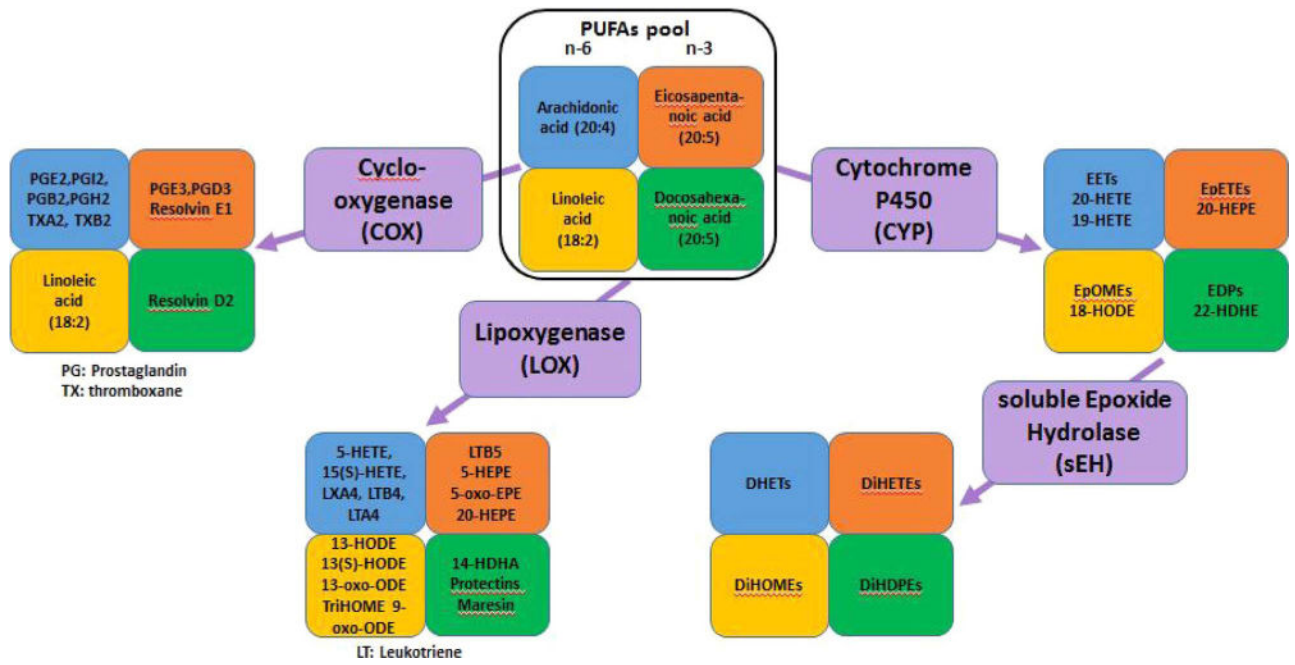 PUFAs pool
n-6
n-3
Arachidonic
acid (20:4)
Eicosapenta-
noic acid
(20:5)
Linoleic
acid
(18:2)
Docosahexa-
noic acid
(20:5)
Cyclo-
oxygenase
(COX)
Cytochrome
P450
(CYP)
PGE2,PGI2,
PGB2,PGH2
TXA2, TXB2
PGE3,PGD3
Resolvin E1
Linoleic
acid
(18:2)
Resolvin D2
PG: Prostaglandin
TX: thromboxane
EETs
20-HETE
19-HETE
EpETEs
20-HEPE
EpOMEs
18-HODE
EDPs
22-HDHE
Lipoxygenase
(LOX)
soluble Epoxide
Hydrolase
(sEH)
5-HETE,
15(S)-HETE,
LXA4, LTB4,
LTA4
LTB5
5-HEPE
5-oxo-EPE
20-HEPE
13-HODE
13(S)-HODE
13-oxo-ODE
TriHOME 9-
oxo-ODE
14-HDHA
Protectins
Maresin
LT: Leukotriene
DHETs
DiHETEs
DiHOMEs
DiHDPEs